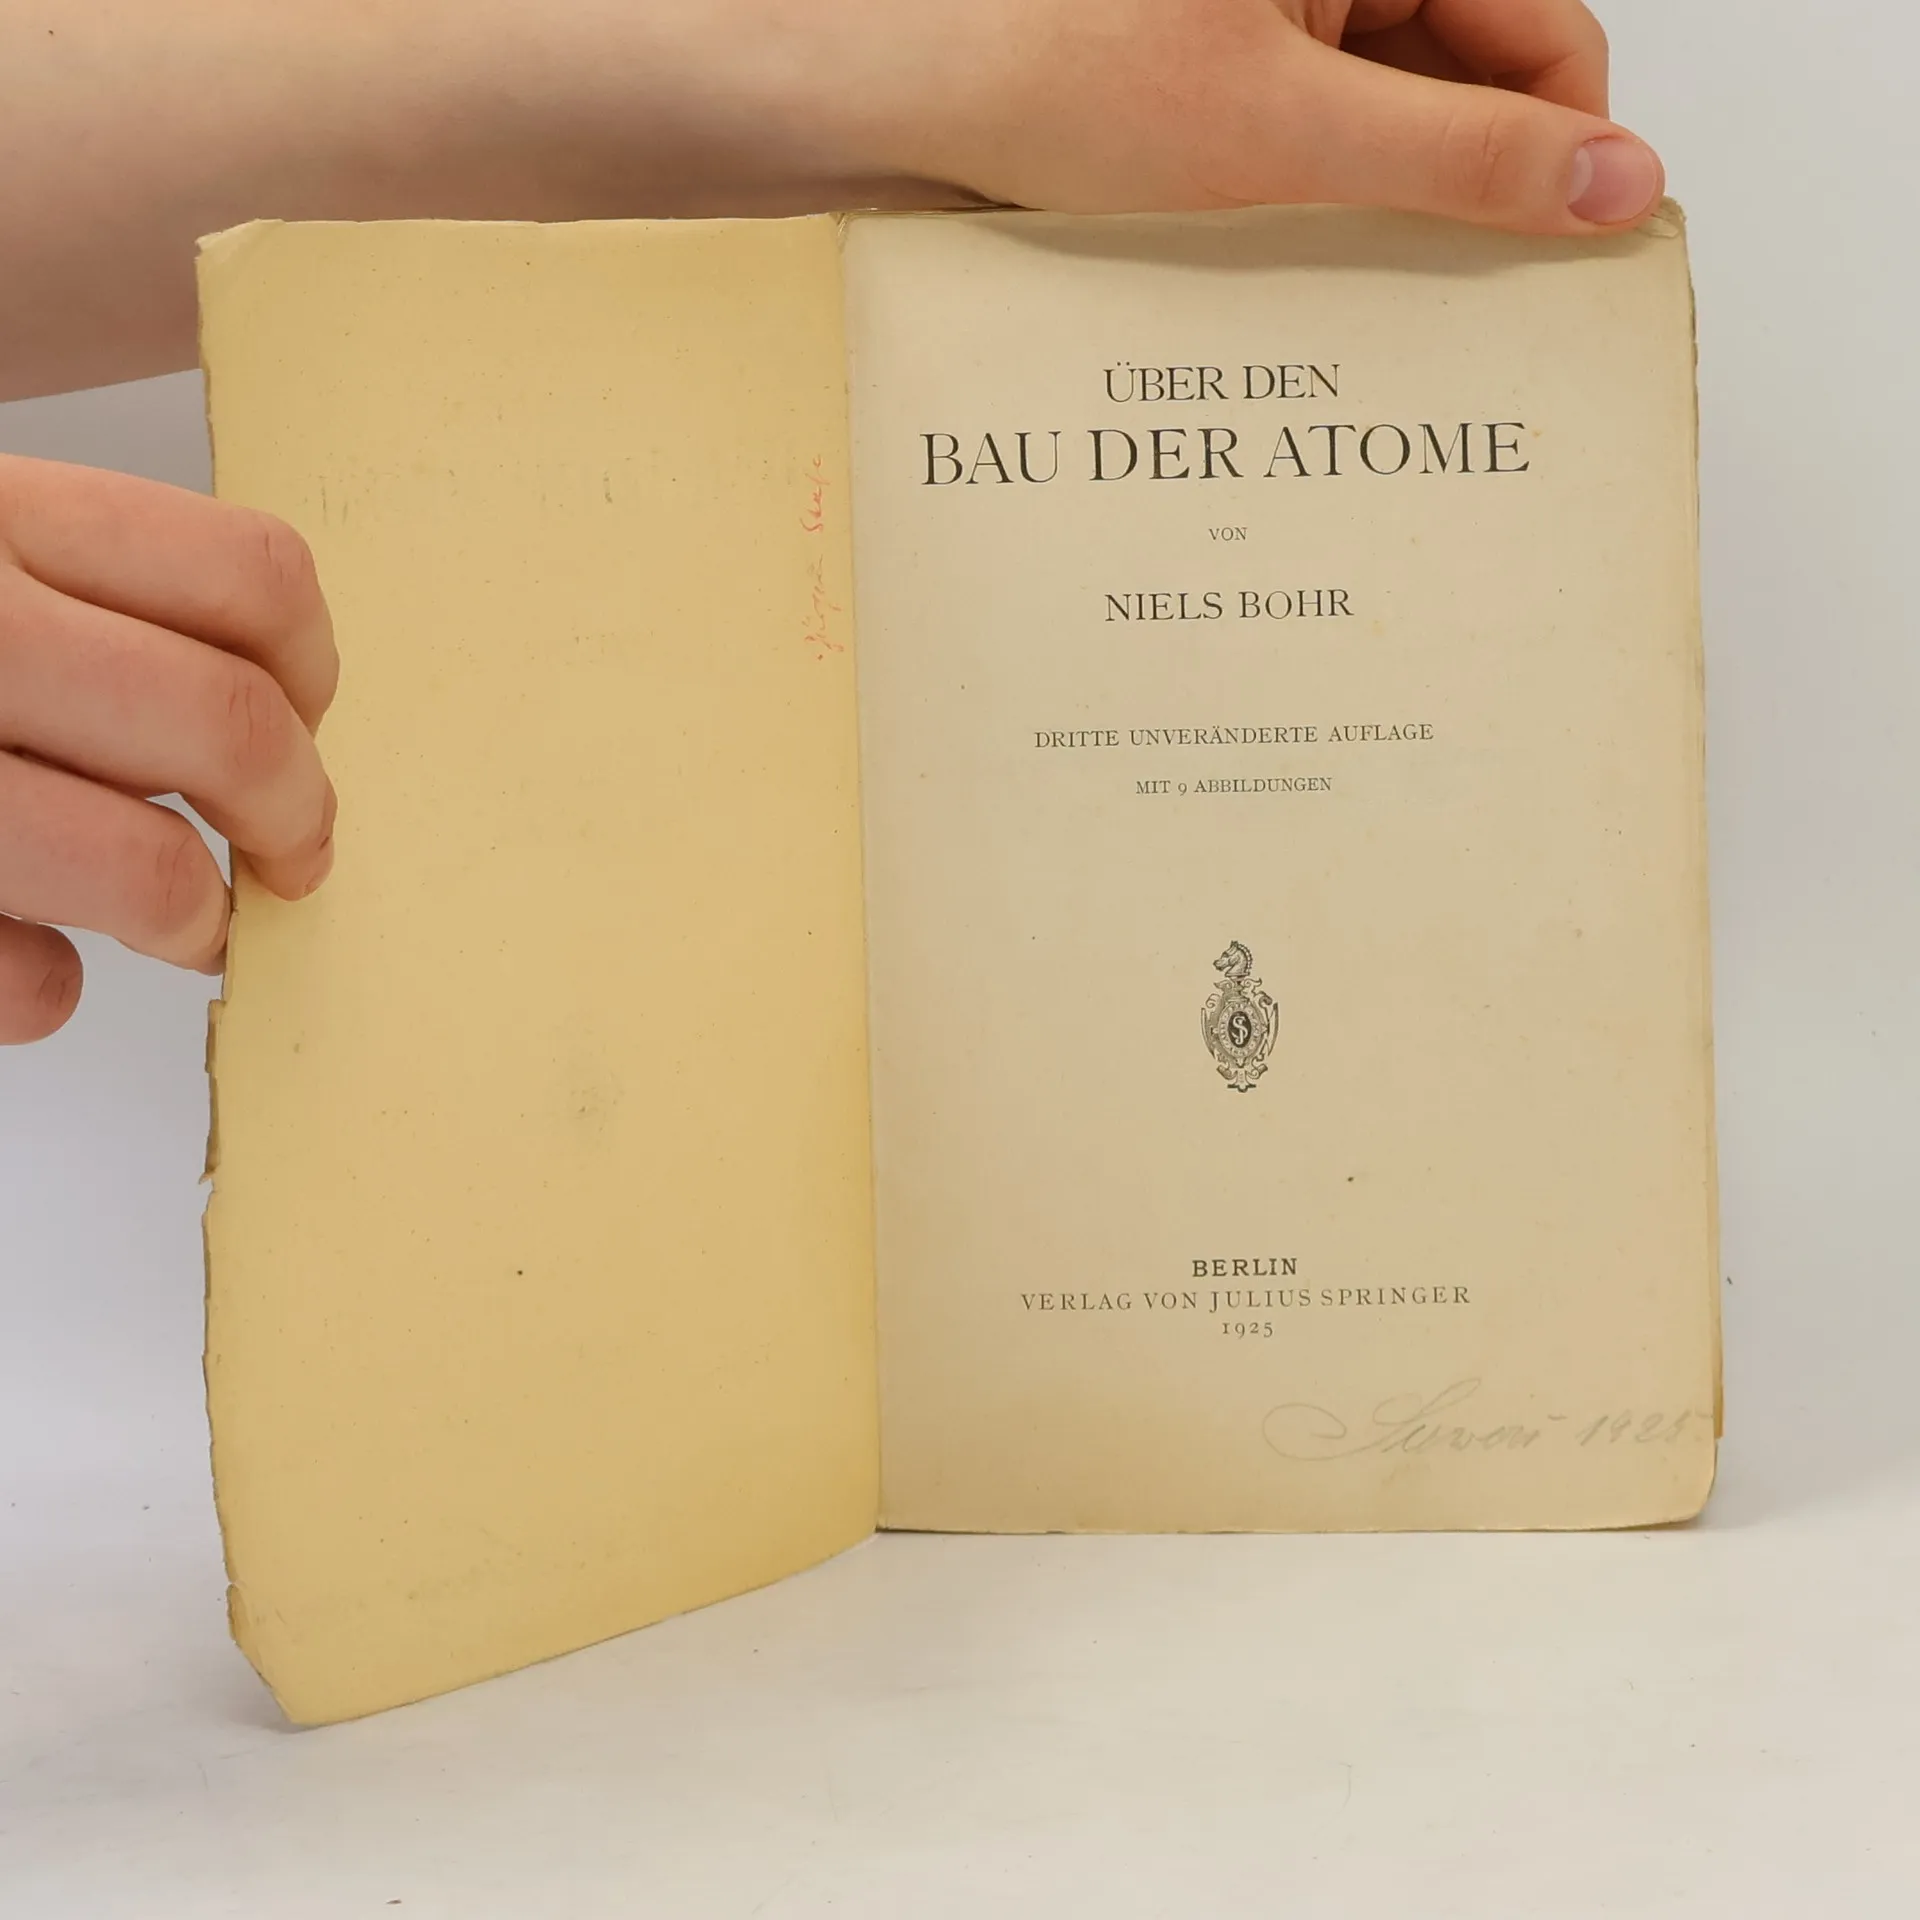 ÜBER DEN
BAU DER ATOME
VON
NIELS BOHR
DRITTE UNVERÄNDERTE AUFLAGE
MIT 9 ABBILDUNGEN
BERLIN
VERLAG VON JULIUS SPRINGER
1925
1925